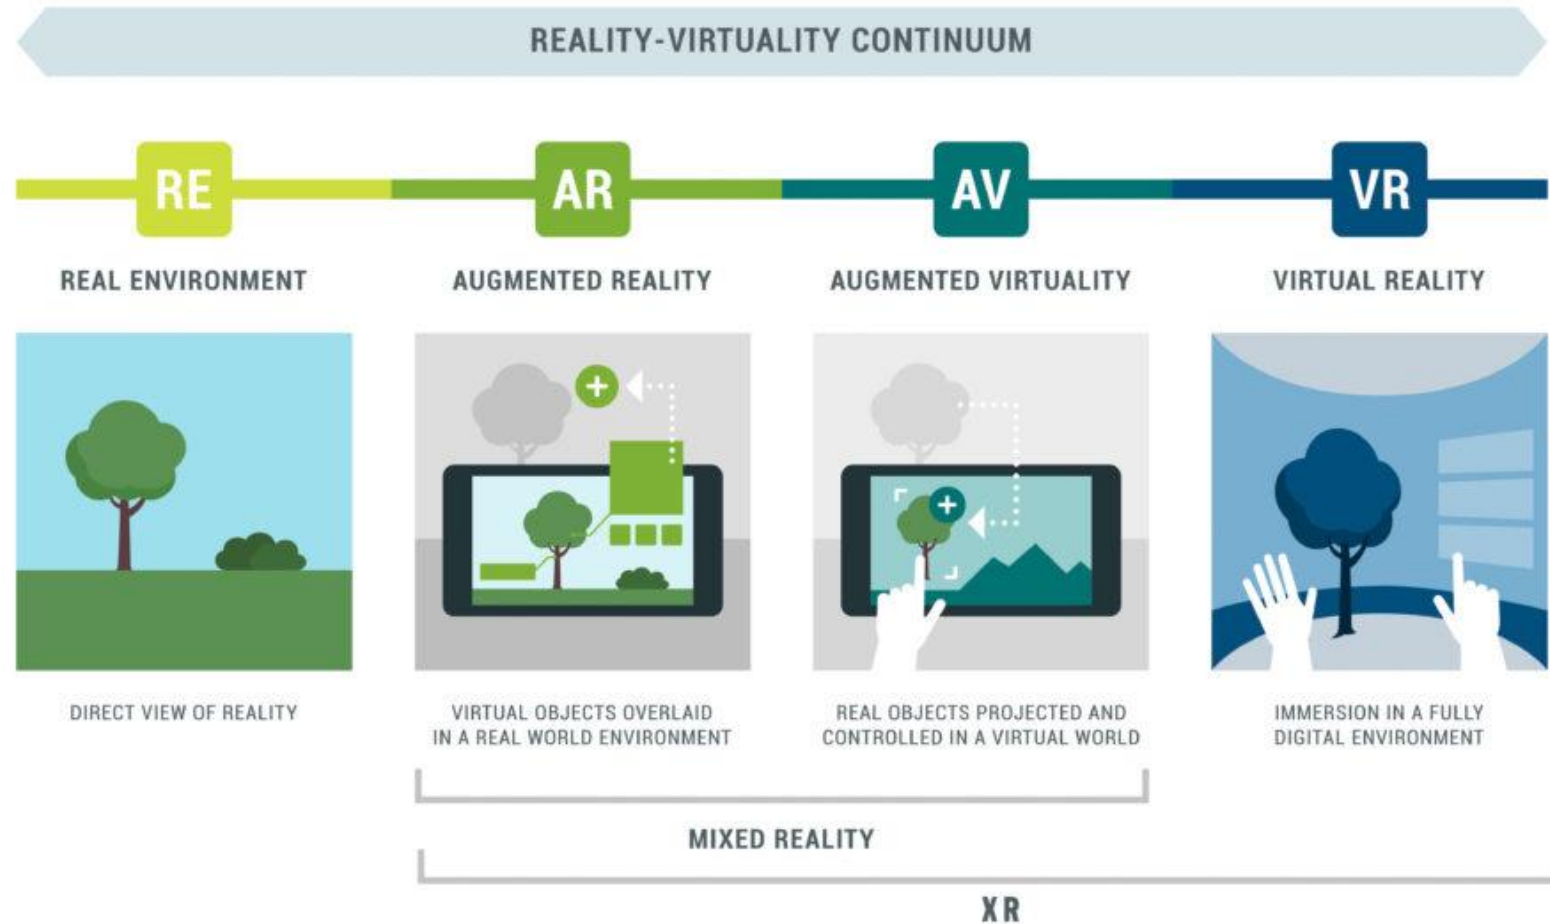 REALITY-VIRTUALITY CONTINUUM
RE
AR
AV
VR
REAL ENVIRONMENT
AUGMENTED REALITY
AUGMENTED VIRTUALITY
VIRTUAL REALITY
DIRECT VIEW OF REALITY
VIRTUAL OBJECTS OVERLAID
IN A REAL WORLD ENVIRONMENT
REAL OBJECTS PROJECTED AND
CONTROLLED IN A VIRTUAL WORLD
IMMERSION IN A FULLY
DIGITAL ENVIRONMENT
MIXED REALITY
XR